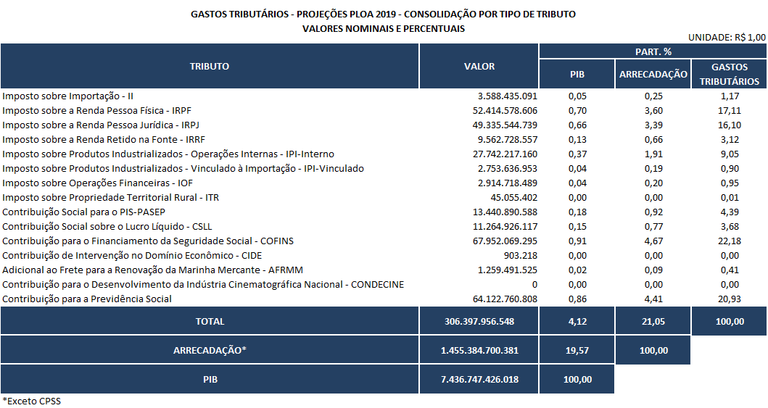 GASTOS TRIBUTÁRIOS - PROJEÇÕES PLOA 2019 - CONSOLIDAÇÃO POR TIPO DE TRIBUTO
VALORES NOMINAIS E PERCENTUAIS
UNIDADE: R$ 1,00
TRIBUTO VALOR PART. %
PIB ARRECADAÇÃO GASTOS TRIBUTÁRIOS
Imposto sobre Importação - II 3.588.435.091 0,05 0,25 1,17
Imposto sobre a Renda Pessoa Física - IRPF 52.414.578.606 0,70 3,60 17,11
Imposto sobre a Renda Pessoa Jurídica - IRPJ 49.335.544.739 0,66 3,39 16,10
Imposto sobre a Renda Retido na Fonte - IRRF 9.562.728.557 0,13 0,66 3,12
Imposto sobre Produtos Industrializados - Operações Internas - IPI-Interno 27.742.217.160 0,37 1,91 9,05
Imposto sobre Produtos Industrializados - Vinculado à Importação - IPI-Vinculado 2.753.636.953 0,04 0,19 0,90
Imposto sobre Operações Financeiras - IOF 2.914.718.489 0,04 0,20 0,95
Imposto sobre Propriedade Territorial Rural - ITR 45.055.402 0,00 0,00 0,01
Contribuição Social para o PIS-PASEP 13.440.890.588 0,18 0,92 4,39
Contribuição Social sobre o Lucro Líquido - CSLL 11.264.926.117 0,15 0,77 3,68
Contribuição para o Financiamento da Seguridade Social - COFINS 67.952.069.295 0,91 4,67 22,18
Contribuição de Intervenção no Domínio Econômico - CIDE 903.218 0,00 0,00 0,00
Adicional ao Frete para a Renovação da Marinha Mercante - AFRMM 1.259.491.525 0,02 0,09 0,41
Contribuição para o Desenvolvimento da Indústria Cinematográfica Nacional - CONDECINE 0 0,00 0,00 0,00
Contribuição para a Previdência Social 64.122.760.808 0,86 4,41 20,93
TOTAL 306.397.956.548 4,12 21,05 100,00
ARRECADAÇÃO* 1.455.384.700.381 19,57 100,00
PIB 7.436.747.426.018 100,00
*Exceto CPSS